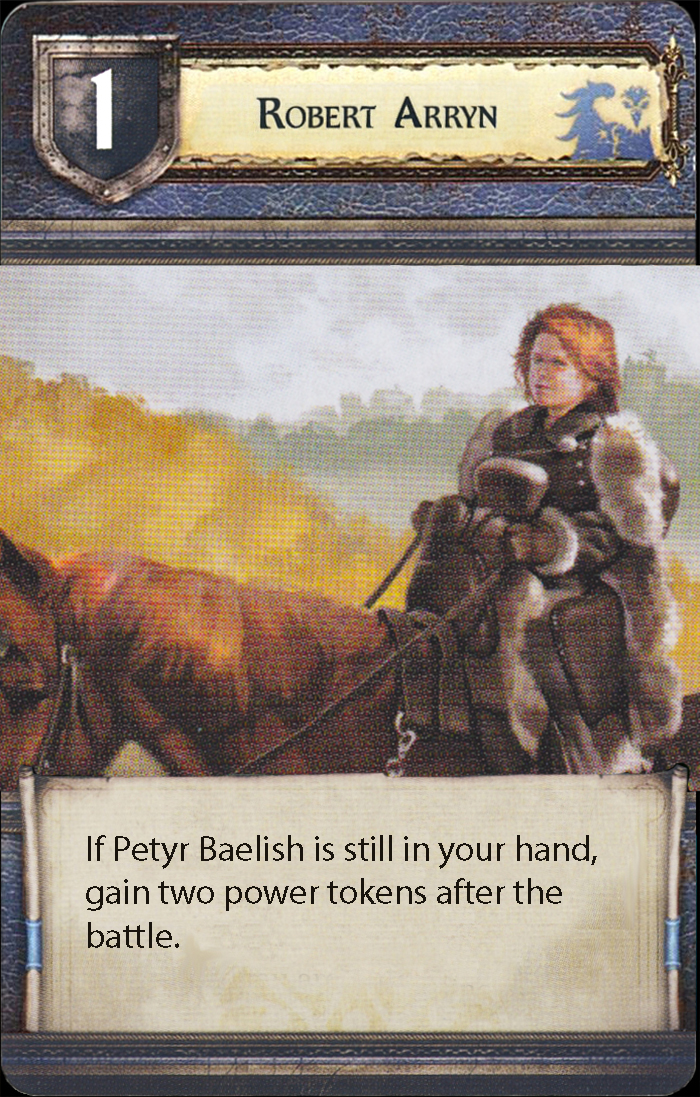 1
Robert Arryn
If Petyr Baelish is still in your hand,
gain two power tokens after the
battle.